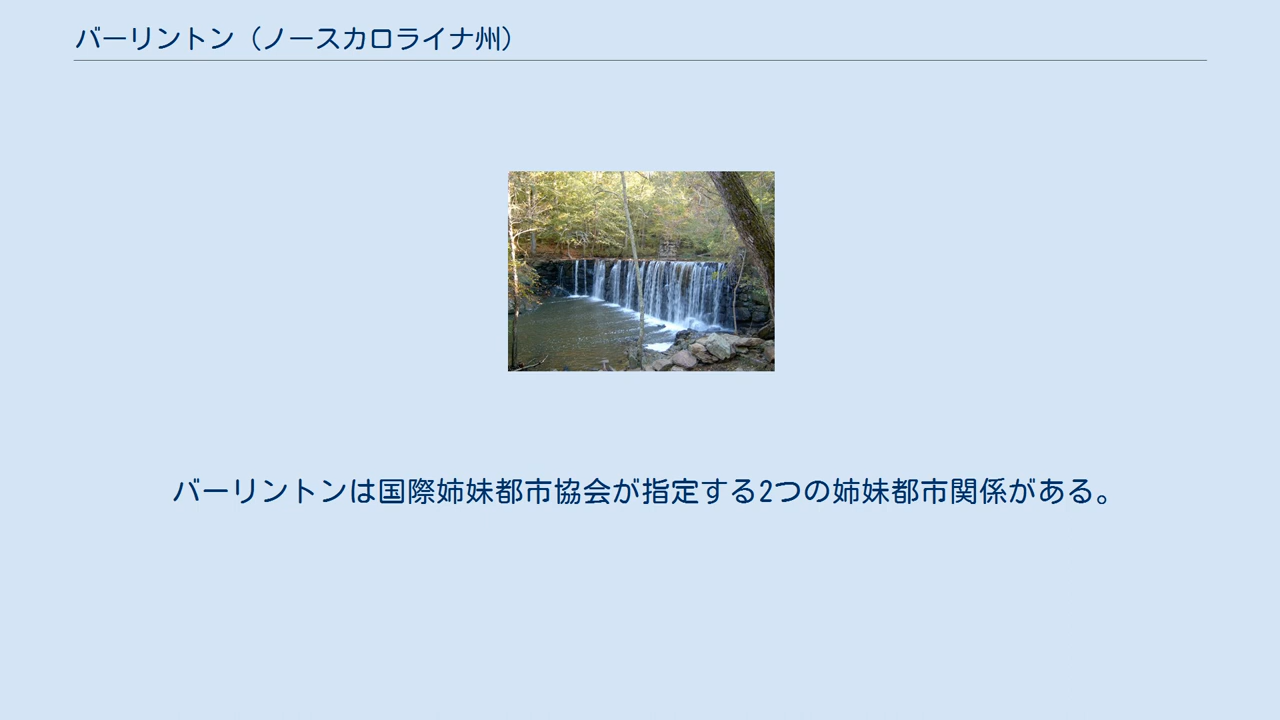 バーリントン（ノースカロライナ州）
バーリントンは国際姉妹都市協会が指定する2つの姉妹都市関係がある。